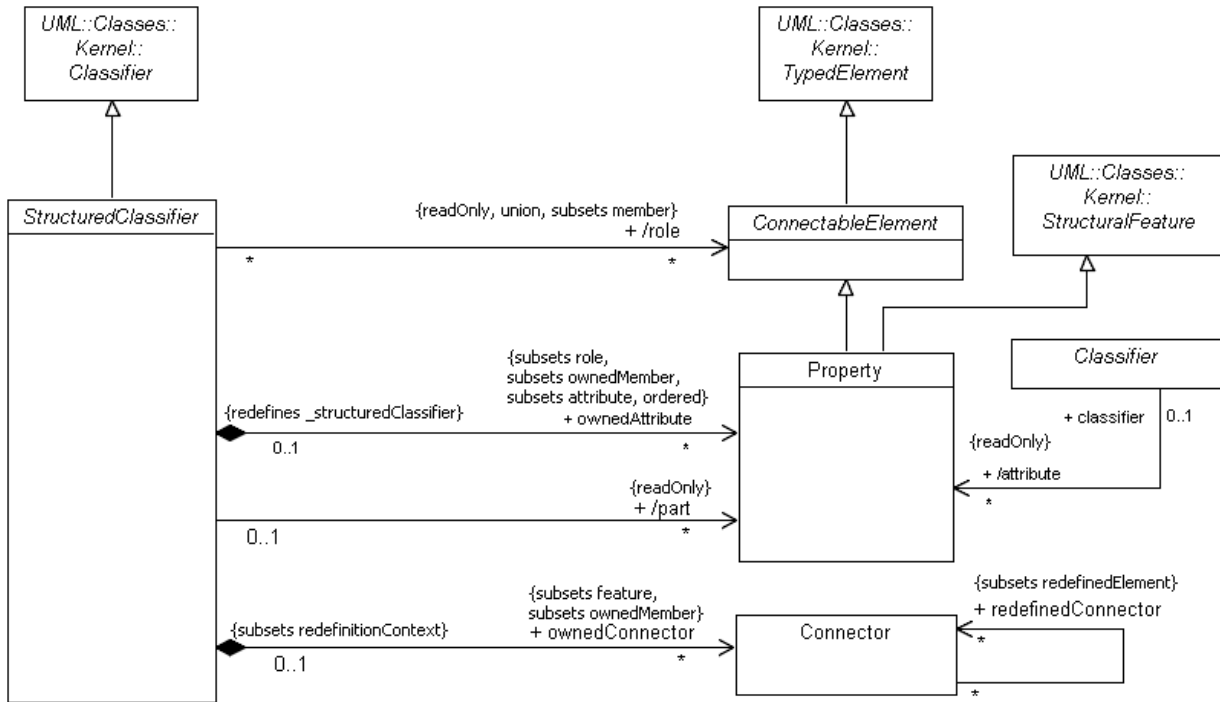 UML::Classes::
Kernel::
Classifier
UML::Classes::
Kernel::
TypedElement
UML::Classes::
Kernel::
StructuralFeature
StructuredClassifier
{readOnly, union, subsets member}
+ /role
*
*
ConnectableElement
{subsets role,
subsets ownedMember,
subsets attribute, ordered}
+ ownedAttribute
{redefines _structuredClassifier}
0..1
*
Property
Classifier
+ classifier
0..1
{readOnly}
+ /attribute
*
{readOnly}
+ /part
0..1
*
{subsets feature,
subsets ownedMember}
+ ownedConnector
{subsets redefinitionContext}
0..1
*
Connector
{subsets redefinedElement}
+ redefinedConnector
*
*